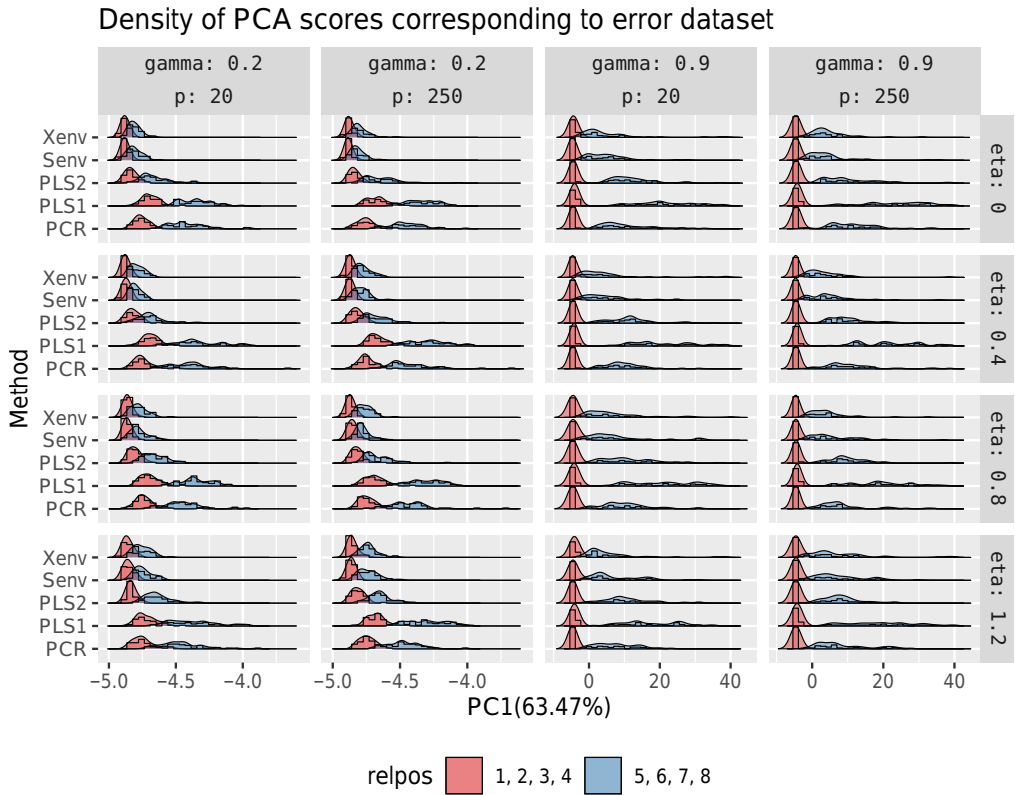 Density of PCA scores corresponding to error dataset
gamma: 0.2
p: 20
gamma: 0.2
p: 250
gamma: 0.9
p: 20
gamma: 0.9
p: 250
Method
Xenv
Senv
PLS2
PLS1
PCR
eta: 0
Xenv
Senv
PLS2
PLS1
PCR
eta: 0.4
Xenv
Senv
PLS2
PLS1
PCR
eta: 0.8
Xenv
Senv
PLS2
PLS1
PCR
eta: 1.2
−5.0 −4.5 −4.0 −5.0 −4.5 −4.0 0 20 40 0 20 40
PC1(63.47%)
relpos 1, 2, 3, 4 5, 6, 7, 8